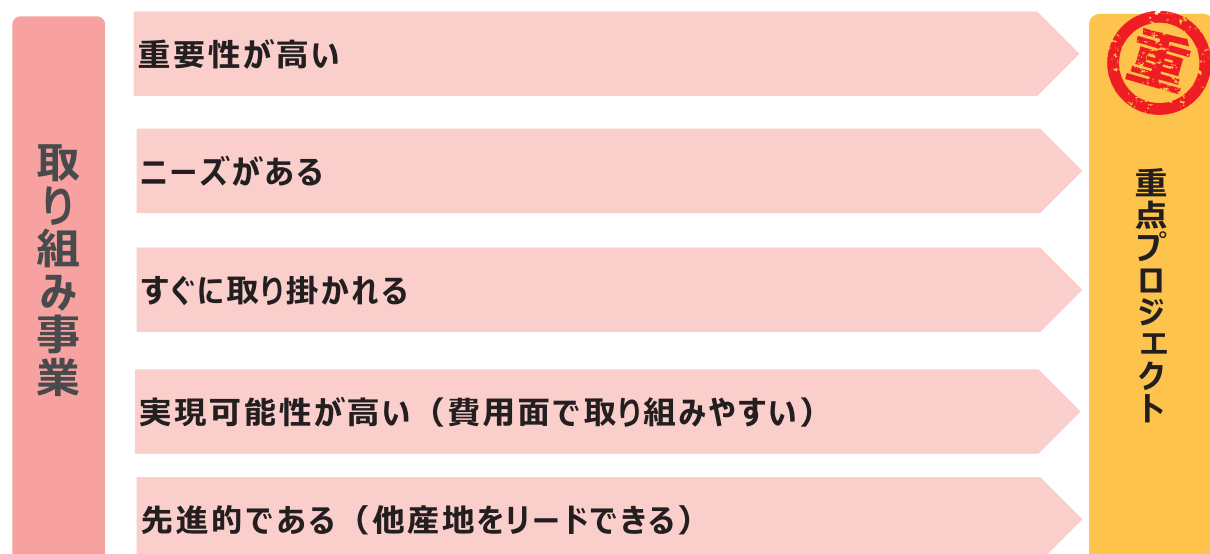 取り組み事業
重要性が高い
ニーズがある
すぐに取り掛かれる
実現可能性が高い（費用面で取り組みやすい）
先進的である（他産地をリードできる）
重
重点プロジェクト